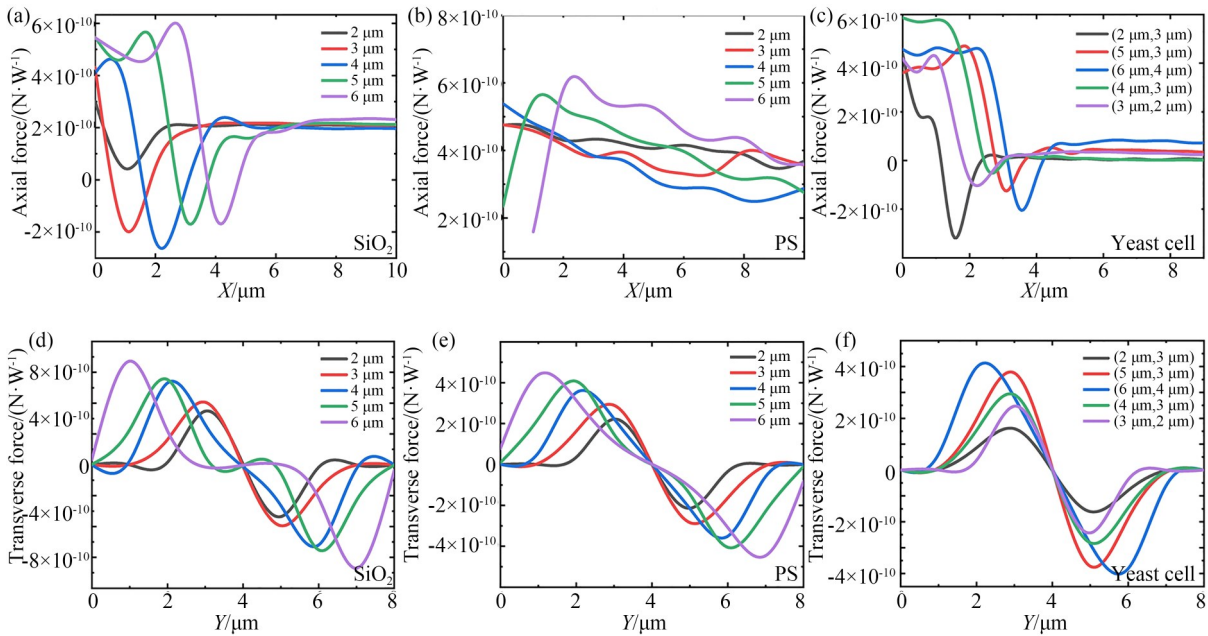 (a)
Axial force/(N·W⁻¹)
6×10⁻¹⁰
4×10⁻¹⁰
2×10⁻¹⁰
0
-2×10⁻¹⁰
2 μm
3 μm
4 μm
5 μm
6 μm
SiO₂
0 2 4 6 8 10
X/μm
(b)
Axial force/(N·W⁻¹)
8×10⁻¹⁰
6×10⁻¹⁰
4×10⁻¹⁰
2×10⁻¹⁰
2 μm
3 μm
4 μm
5 μm
6 μm
PS
0 2 4 6 8 10
X/μm
(c)
Axial force/(N·W⁻¹)
6×10⁻¹⁰
4×10⁻¹⁰
2×10⁻¹⁰
0
-2×10⁻¹⁰
(2 μm,3 μm)
(5 μm,3 μm)
(6 μm,4 μm)
(4 μm,3 μm)
(3 μm,2 μm)
Yeast cell
0 2 4 6 8 10
X/μm
(d)
Transverse force/(N·W⁻¹)
8×10⁻¹⁰
4×10⁻¹⁰
0
-4×10⁻¹⁰
-8×10⁻¹⁰
2 μm
3 μm
4 μm
5 μm
6 μm
SiO₂
0 2 4 6 8
Y/μm
(e)
Transverse force/(N·W⁻¹)
4×10⁻¹⁰
2×10⁻¹⁰
0
-2×10⁻¹⁰
-4×10⁻¹⁰
2 μm
3 μm
4 μm
5 μm
6 μm
PS
0 2 4 6 8
Y/μm
(f)
Transverse force/(N·W⁻¹)
4×10⁻¹⁰
2×10⁻¹⁰
0
-2×10⁻¹⁰
-4×10⁻¹⁰
(2 μm,3 μm)
(5 μm,3 μm)
(6 μm,4 μm)
(4 μm,3 μm)
(3 μm,2 μm)
Yeast cell
0 2 4 6 8
Y/μm